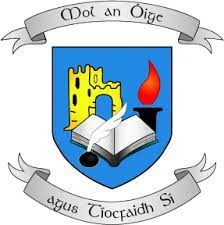 Mol an Óige
agus Tiocfaidh Sí